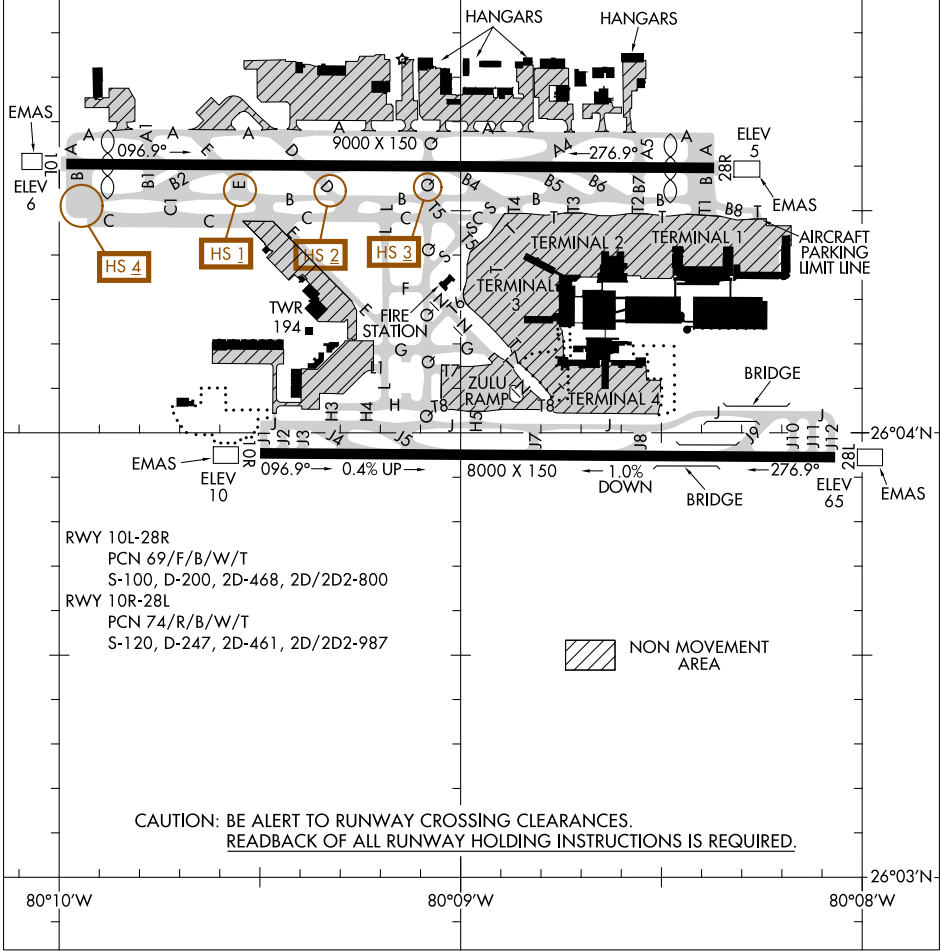 HANGARS
HANGARS
EMAS
A A A1 A E A D A Q A A4 A5 A A
ELEV
5
096.9°
9000 X 150
276.9°
10L
28R
ELEV
6
EMAS
B B1 B2 E D B B Q B4 B5 B6 B7 B B8
C C1 C C L C T5 S C S T4 T T3 T2 T1 T
HS 4
HS 1
HS 2
HS 3
E L Q S T5 T
TERMINAL 2
TERMINAL 1
AIRCRAFT
PARKING
LIMIT LINE
TERMINAL
3
T
TWR
194
FIRE
STATION
E F Q N T6 N
G Q G T
L1 L T7
ZULU
RAMP
N
TERMINAL 4
BRIDGE
H3 H4 H Q T8 H5 T8
J J J J J
J1 J2 J3 J4 J5 J7 J8 J9 J10 J11 J12
26°04'N
EMAS
10R
28L
ELEV
10
096.9°
0.4% UP
8000 X 150
1.0%
DOWN
276.9°
BRIDGE
ELEV
65
EMAS
RWY 10L-28R
PCN 69/F/B/W/T
S-100, D-200, 2D-468, 2D/2D2-800
RWY 10R-28L
PCN 74/R/B/W/T
S-120, D-247, 2D-461, 2D/2D2-987
NON MOVEMENT
AREA
CAUTION: BE ALERT TO RUNWAY CROSSING CLEARANCES.
READBACK OF ALL RUNWAY HOLDING INSTRUCTIONS IS REQUIRED.
26°03'N
80°10'W
80°09'W
80°08'W